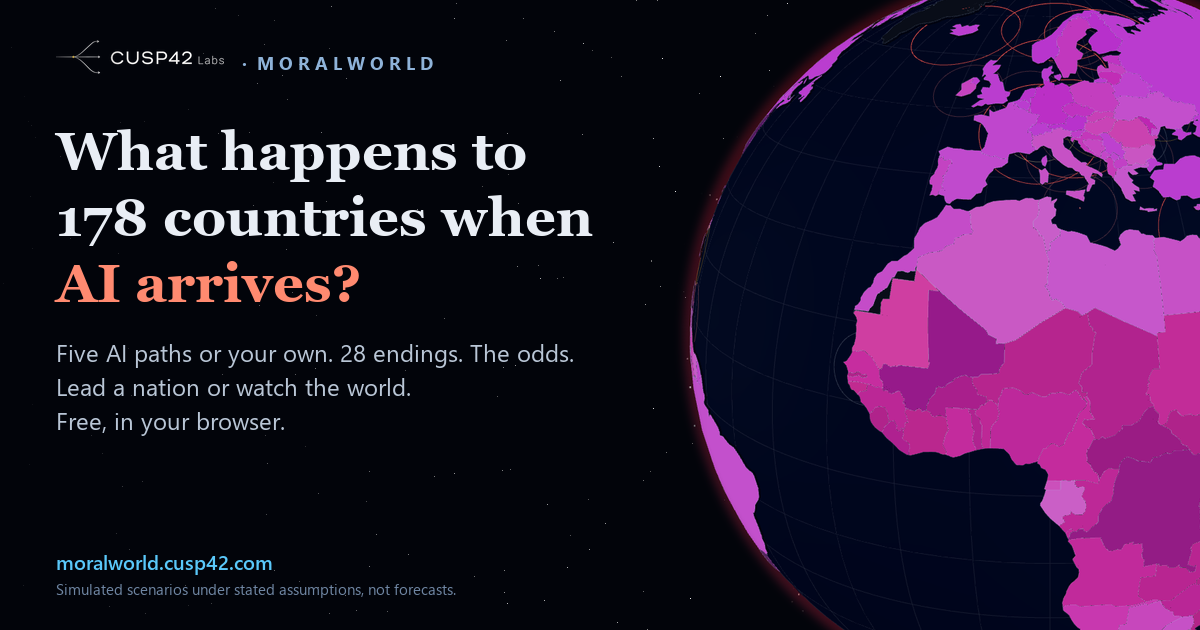 CUSP42 Labs · MORALWORLD
What happens to
178 countries when
AI arrives?
Five AI paths or your own. 28 endings. The odds.
Lead a nation or watch the world.
Free, in your browser.
moralworld.cusp42.com
Simulated scenarios under stated assumptions, not forecasts.